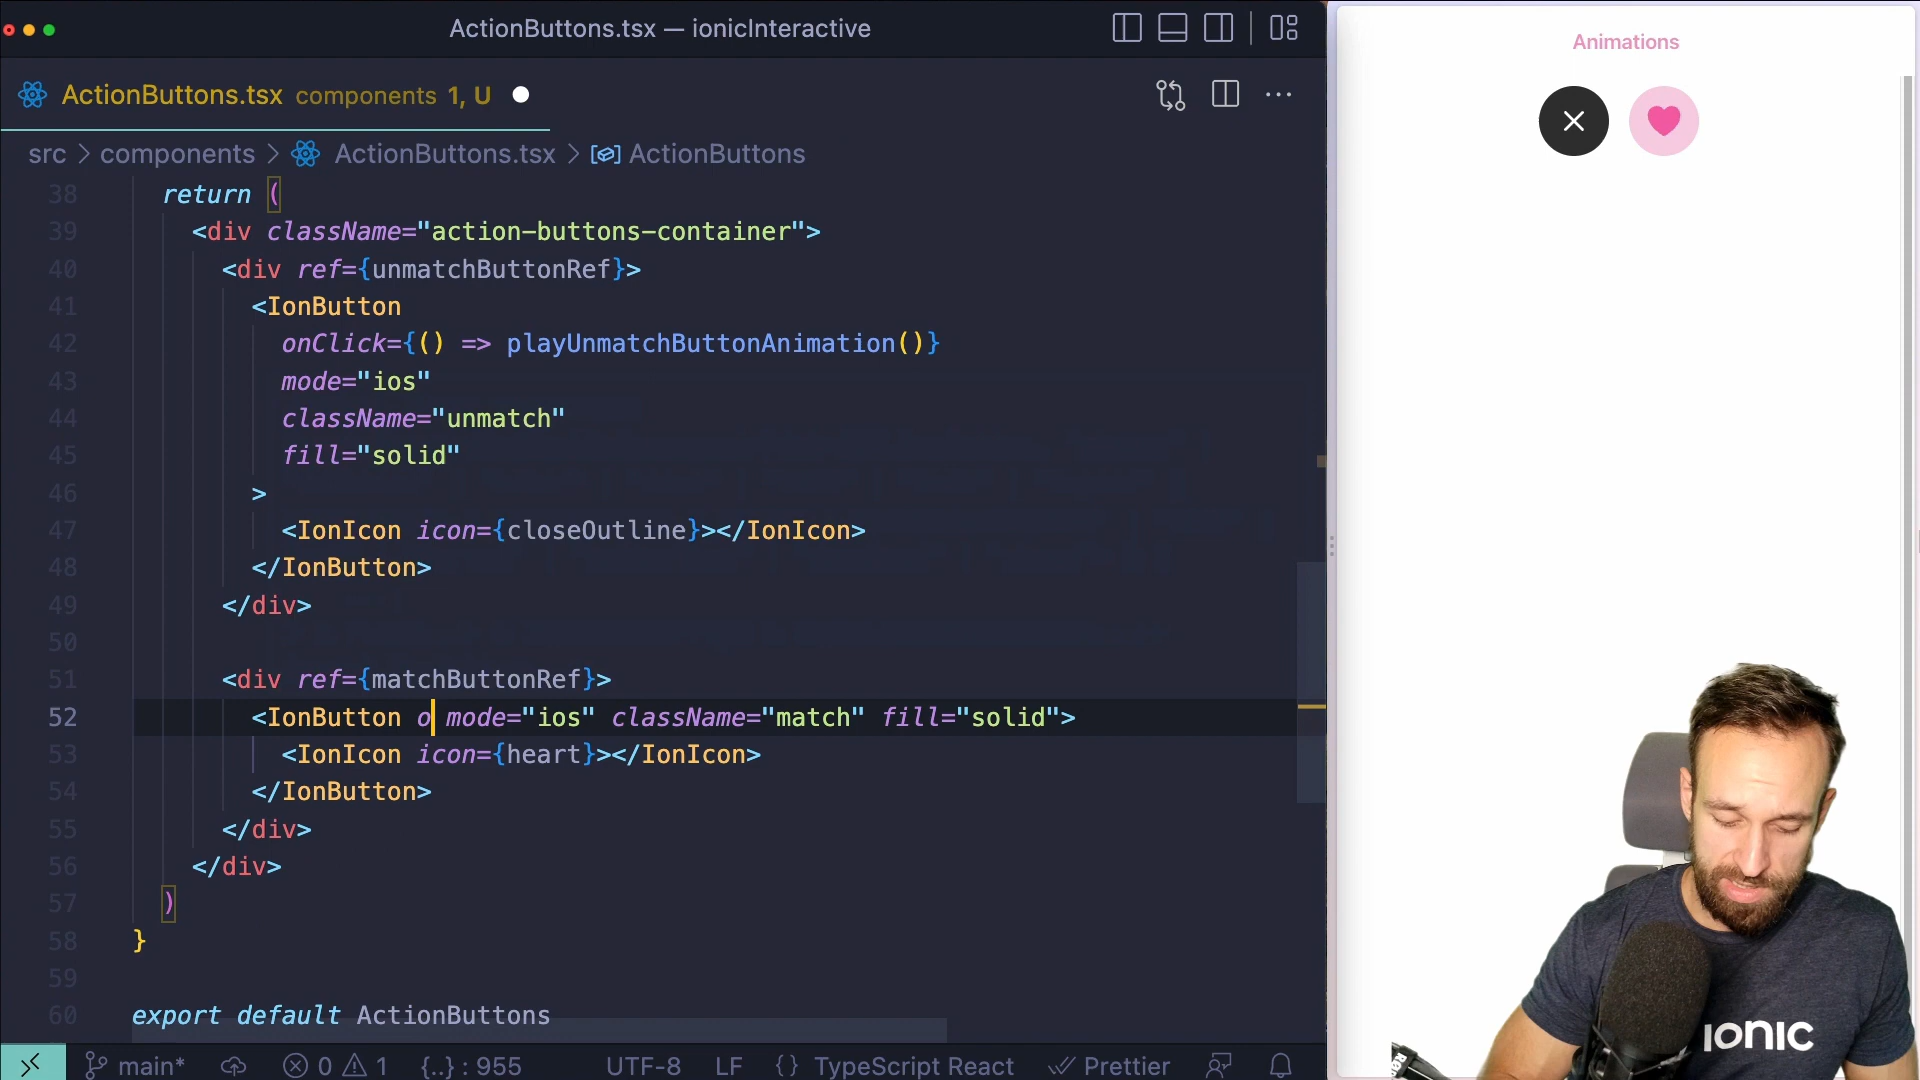 ActionButtons.tsx — ionicInteractive
ActionButtons.tsx components 1, U
src > components > ActionButtons.tsx > ActionButtons
38 return (
39 <div className="action-buttons-container">
40 <div ref={unmatchButtonRef}>
41 <IonButton
42 onClick={() => playUnmatchButtonAnimation()}
43 mode="ios"
44 className="unmatch"
45 fill="solid"
46 >
47 <IonIcon icon={closeOutline}></IonIcon>
48 </IonButton>
49 </div>
50
51 <div ref={matchButtonRef}>
52 <IonButton o mode="ios" className="match" fill="solid">
53 <IonIcon icon={heart}></IonIcon>
54 </IonButton>
55 </div>
56 </div>
57 )
58 }
59
60 export default ActionButtons
main* 0 1 {..} : 955 UTF-8 LF {} TypeScript React Prettier
Animations
IONIC